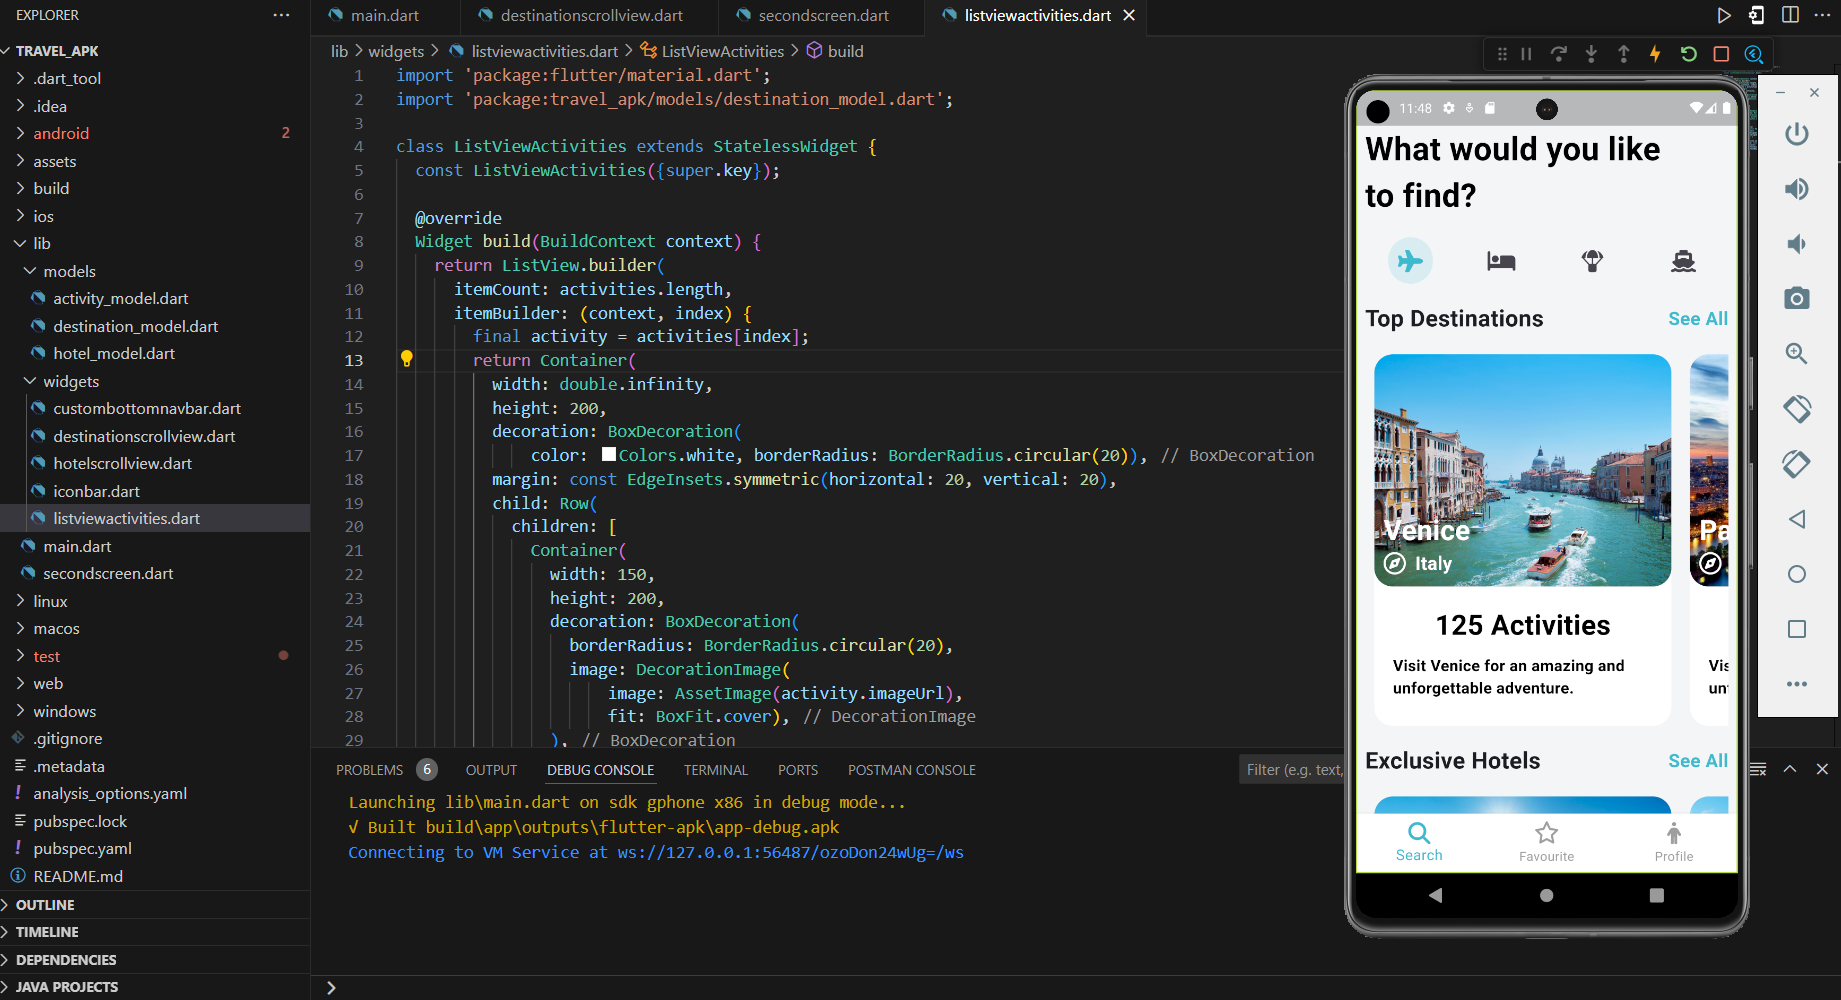 EXPLORER
TRAVEL_APK
.dart_tool
.idea
android 2
assets
build
ios
lib
models
activity_model.dart
destination_model.dart
hotel_model.dart
widgets
custombottomnavbar.dart
destinationscrollview.dart
hotelscrollview.dart
iconbar.dart
listviewactivities.dart
main.dart
secondscreen.dart
linux
macos
test
web
windows
.gitignore
.metadata
analysis_options.yaml
pubspec.lock
pubspec.yaml
README.md
OUTLINE
TIMELINE
DEPENDENCIES
JAVA PROJECTS
main.dart destinationscrollview.dart secondscreen.dart listviewactivities.dart
lib > widgets > listviewactivities.dart > ListViewActivities > build
1 import 'package:flutter/material.dart';
2 import 'package:travel_apk/models/destination_model.dart';
3
4 class ListViewActivities extends StatelessWidget {
5 const ListViewActivities({super.key});
6
7 @override
8 Widget build(BuildContext context) {
9 return ListView.builder(
10 itemCount: activities.length,
11 itemBuilder: (context, index) {
12 final activity = activities[index];
13 return Container(
14 width: double.infinity,
15 height: 200,
16 decoration: BoxDecoration(
17 color: Colors.white, borderRadius: BorderRadius.circular(20)), // BoxDecoration
18 margin: const EdgeInsets.symmetric(horizontal: 20, vertical: 20),
19 child: Row(
20 children: [
21 Container(
22 width: 150,
23 height: 200,
24 decoration: BoxDecoration(
25 borderRadius: BorderRadius.circular(20),
26 image: DecorationImage(
27 image: AssetImage(activity.imageUrl),
28 fit: BoxFit.cover), // DecorationImage
29 ), // BoxDecoration
PROBLEMS 6 OUTPUT DEBUG CONSOLE TERMINAL PORTS POSTMAN CONSOLE
Filter (e.g. text,
Launching lib\main.dart on sdk gphone x86 in debug mode...
√ Built build\app\outputs\flutter-apk\app-debug.apk
Connecting to VM Service at ws://127.0.0.1:56487/ozoDon24wUg=/ws
11:48
What would you like
to find?
Top Destinations See All
Venice
Italy
Pa
125 Activities
Visit Venice for an amazing and
unforgettable adventure.
Vis
un
Exclusive Hotels See All
Search Favourite Profile